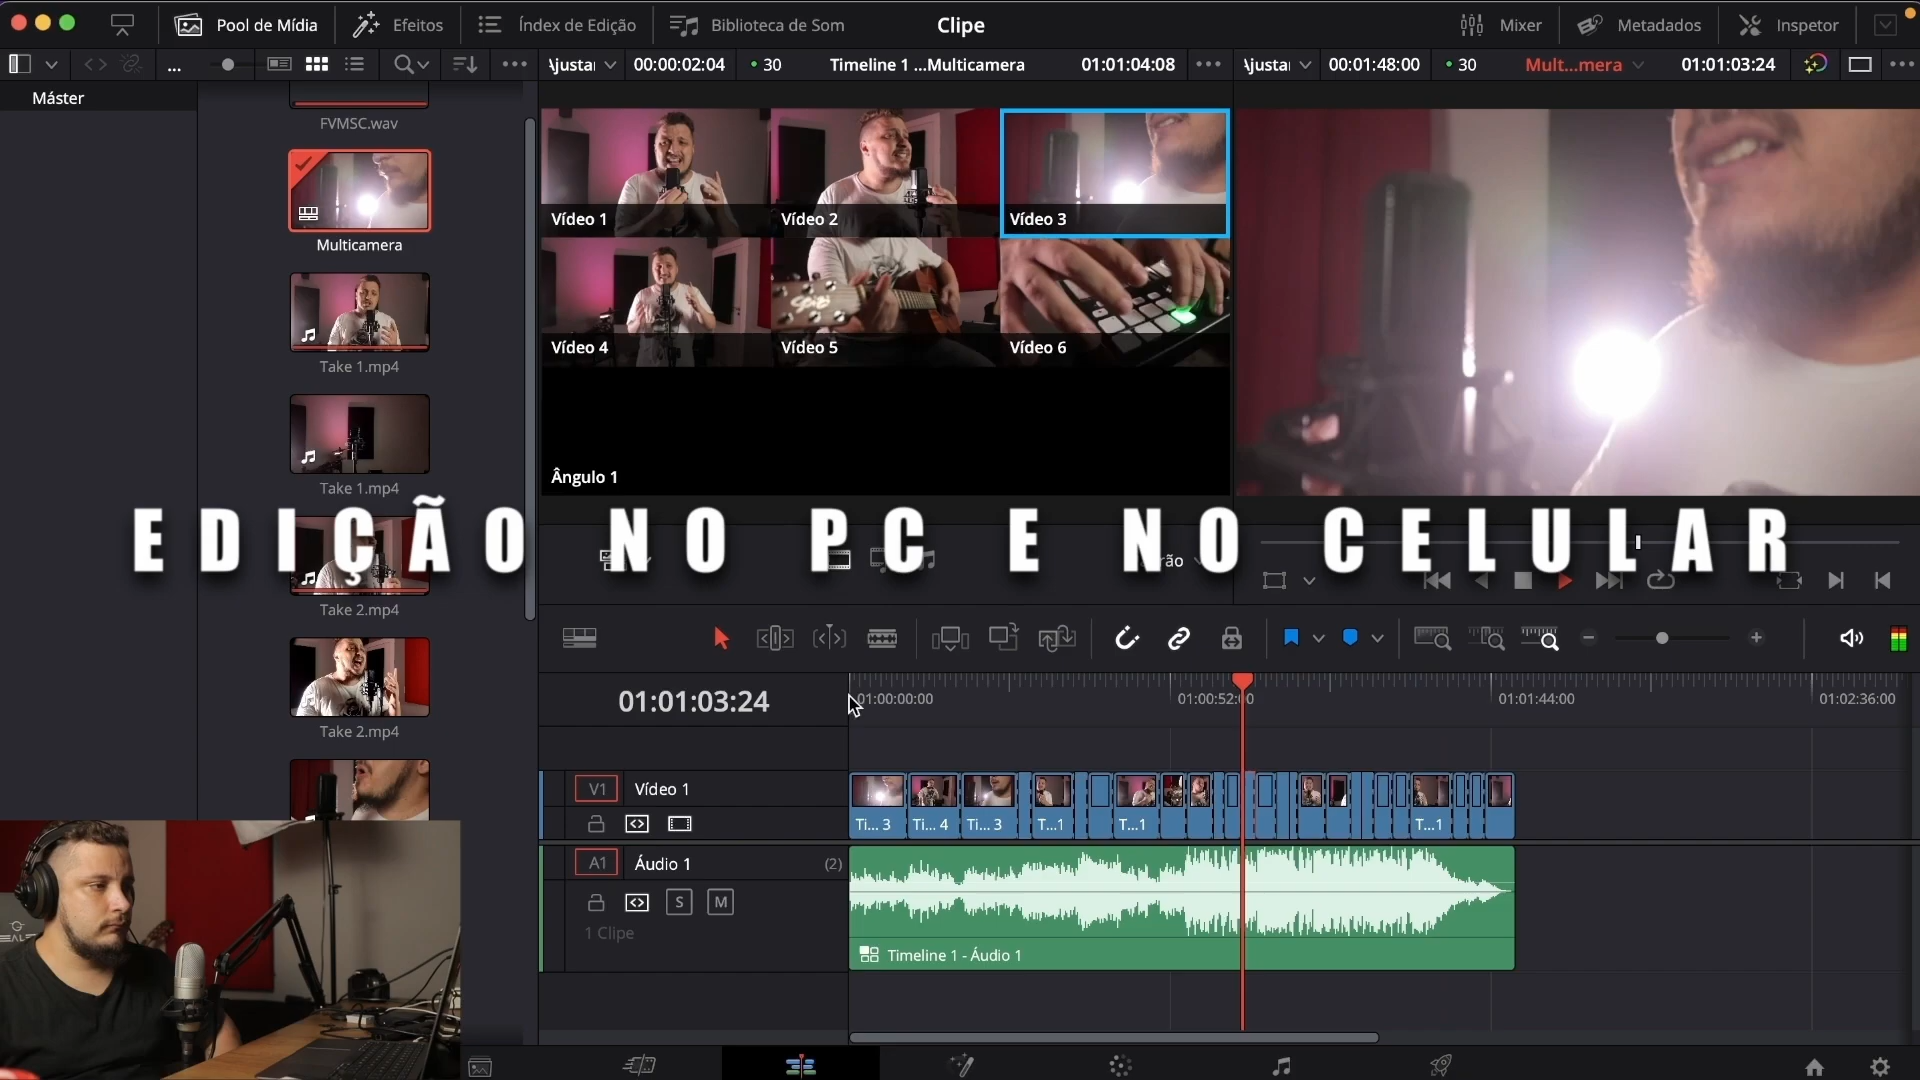 Pool de Mídia
Efeitos
Índex de Edição
Biblioteca de Som
Clipe
Mixer
Metadados
Inspetor
00:00:02:04
30
Timeline 1 ...Multicamera
01:01:04:08
00:01:48:00
30
Mult...mera
01:01:03:24
Máster
FVMSC.wav
Multicamera
Take 1.mp4
Take 1.mp4
Take 2.mp4
Take 2.mp4
Vídeo 1
Vídeo 2
Vídeo 3
Vídeo 4
Vídeo 5
Vídeo 6
Ângulo 1
EDIÇÃO NO PC E NO CELULAR
01:01:03:24
01:00:00:00
01:00:52:00
01:01:44:00
01:02:36:00
V1
Vídeo 1
Ti... 3
Ti... 4
Ti... 3
T...1
T...1
T...1
A1
Áudio 1
(2)
S
M
1 Clipe
Timeline 1 - Áudio 1